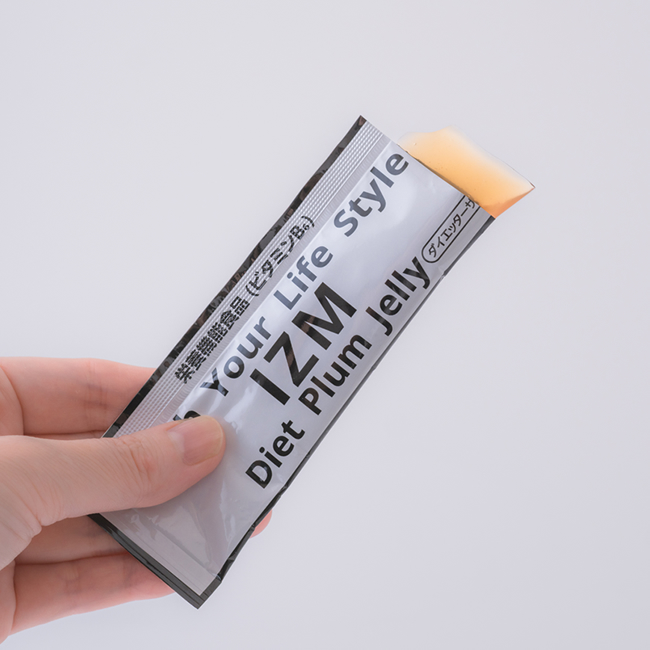 栄養機能食品(ビタミンB₆)
Your Life Style
IZM
Diet Plum Jelly
ダイエッターサ